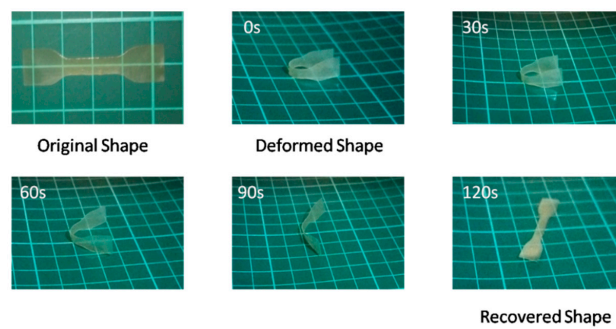 0s
30s
Original Shape
Deformed Shape
60s
90s
120s
Recovered Shape